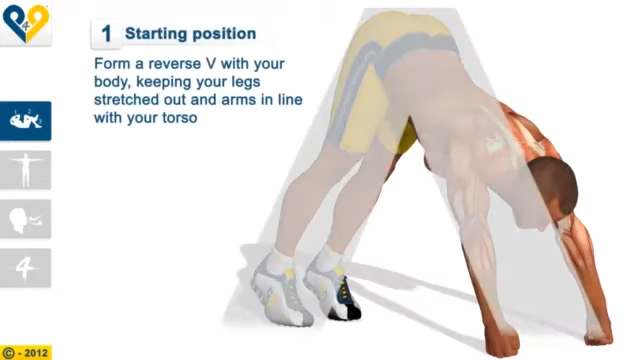 P4
1 Starting position
Form a reverse V with your
body, keeping your legs
stretched out and arms in line
with your torso
4
© - 2012